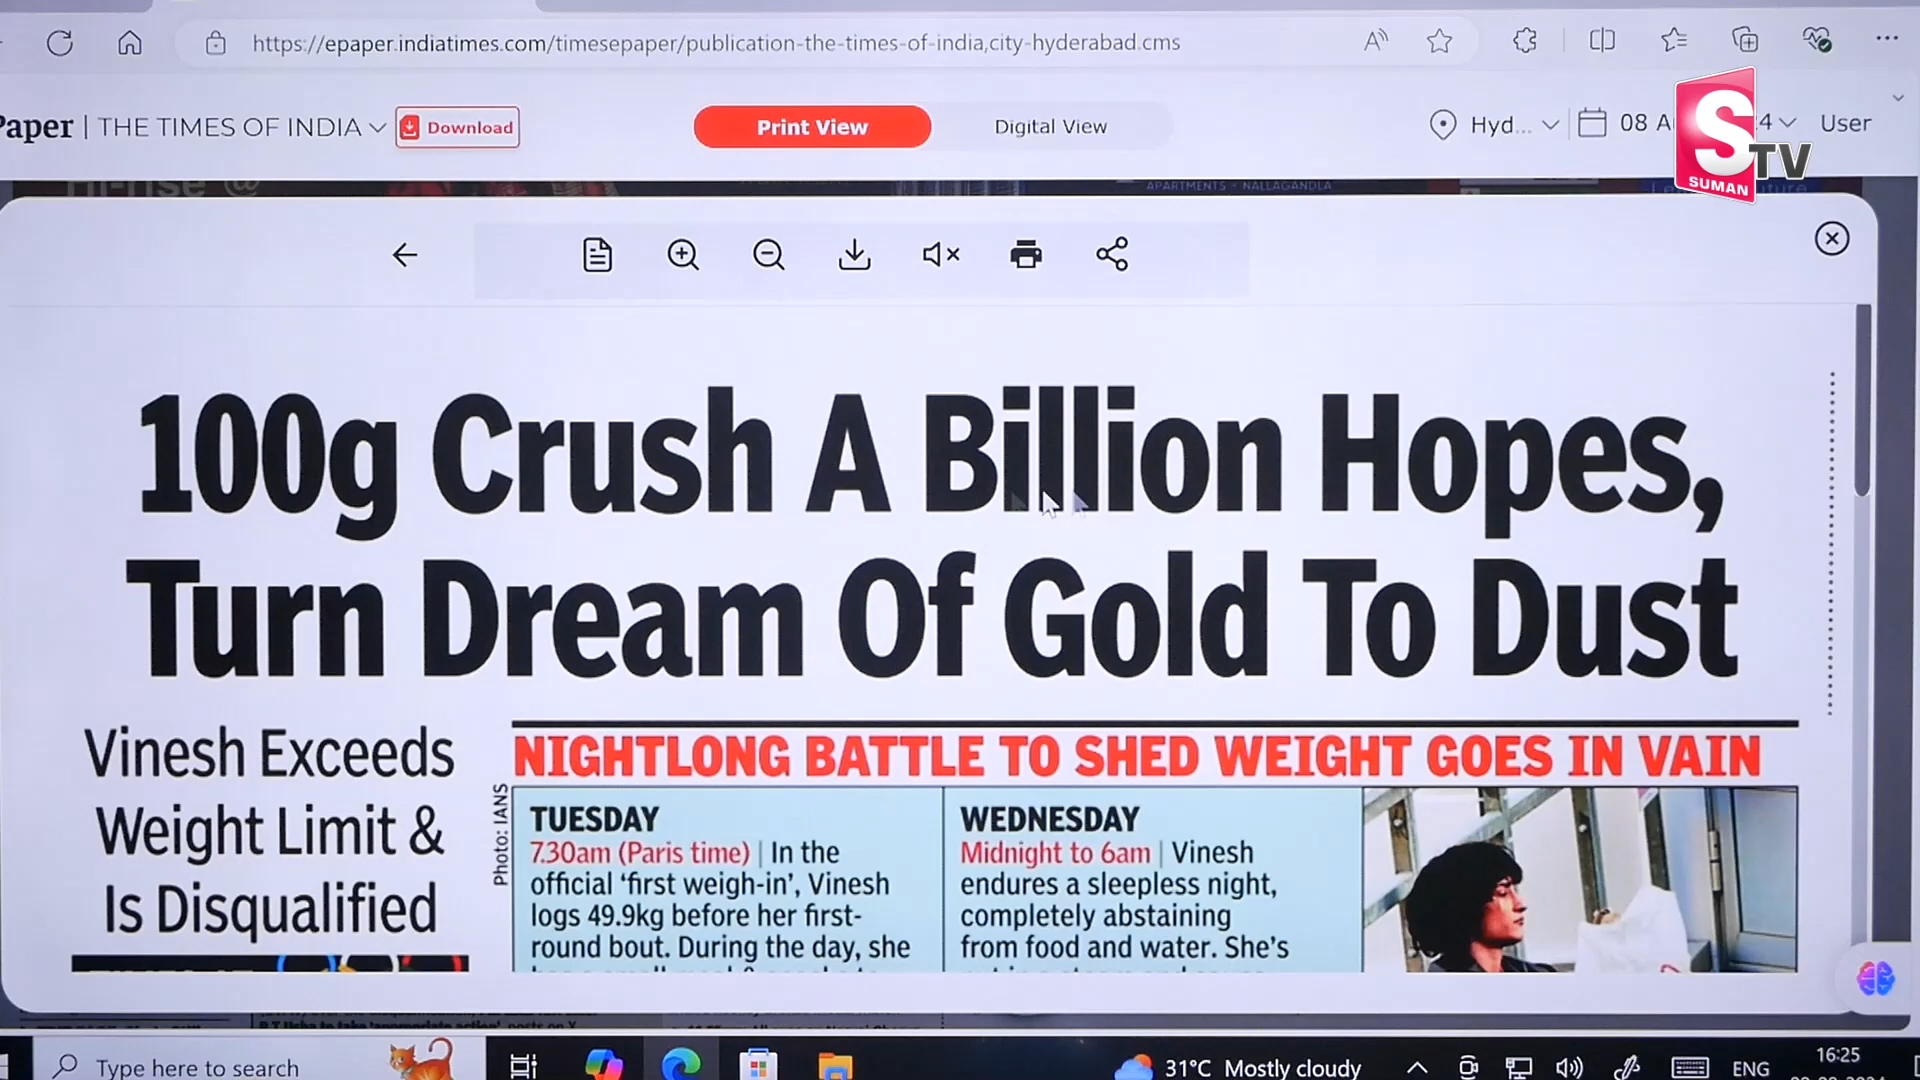 https://epaper.indiatimes.com/timesepaper/publication-the-times-of-india,city-hyderabad.cms
Paper | THE TIMES OF INDIA
Download
Print View
Digital View
Hyd...
08 A
4
User
S
TV
SUMAN
Hi-rise @
APARTMENTS - NALLAGANDLA
100g Crush A Billion Hopes,
Turn Dream Of Gold To Dust
Vinesh Exceeds
Weight Limit &
Is Disqualified
NIGHTLONG BATTLE TO SHED WEIGHT GOES IN VAIN
Photo: IANS
TUESDAY
7.30am (Paris time) | In the
official ‘first weigh-in’, Vinesh
logs 49.9kg before her first-
round bout. During the day, she
WEDNESDAY
Midnight to 6am | Vinesh
endures a sleepless night,
completely abstaining
from food and water. She’s
Type here to search
31°C Mostly cloudy
ENG
16:25